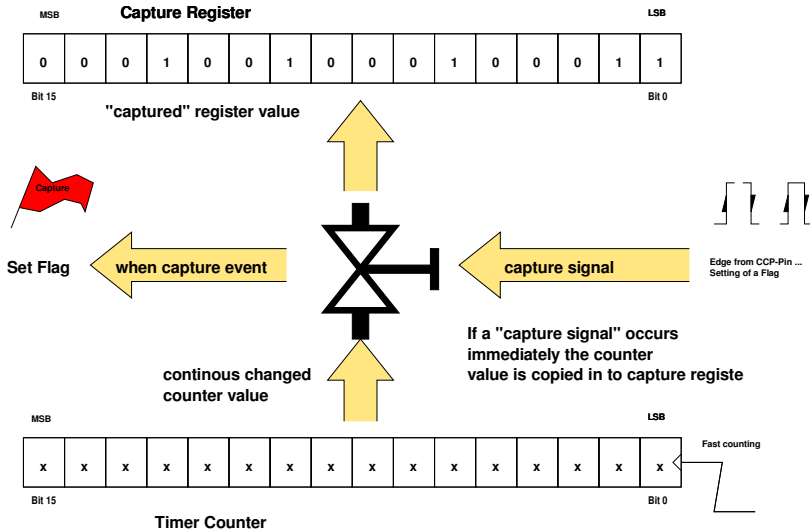 MSB
Capture Register
LSB
0 0 0 1 0 0 1 0 0 0 1 0 0 0 1 1
Bit 15
Bit 0
"captured" register value
Capture
Set Flag
when capture event
capture signal
Edge from CCP-Pin ...
Setting of a Flag
If a "capture signal" occurs
immediately the counter
value is copied in to capture registe
continous changed
counter value
MSB
LSB
Fast counting
x x x x x x x x x x x x x x x x
Bit 15
Bit 0
Timer Counter